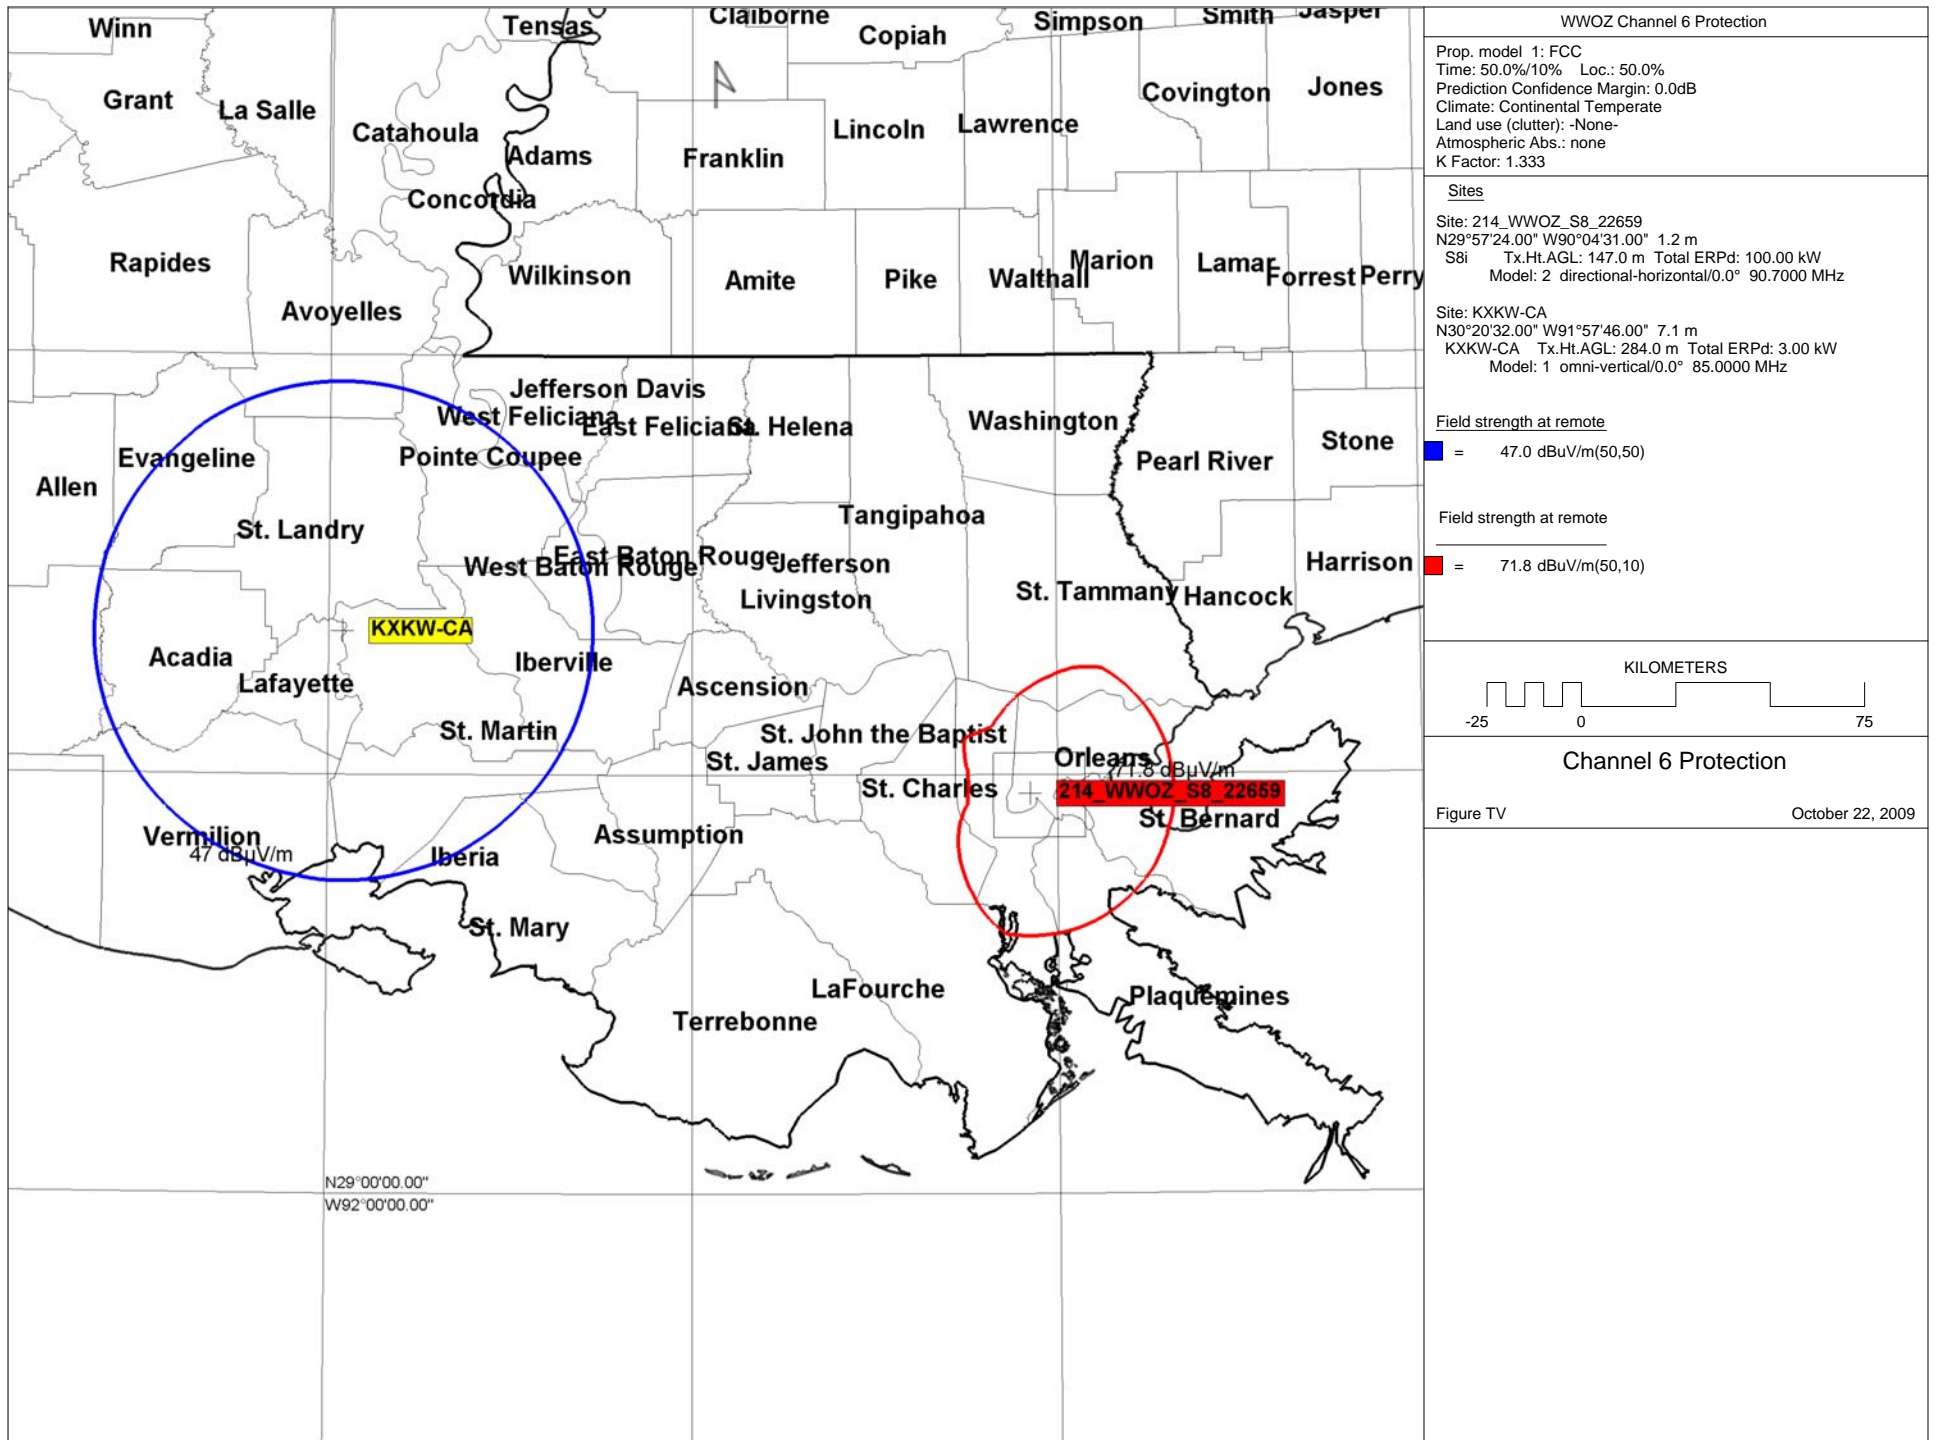 Winn
Tensas
Claiborne
Copiah
Simpson
Smith
Jasper
Grant
La Salle
Catahoula
Adams
Franklin
Lincoln
Lawrence
Covington
Jones
Concordia
Rapides
Avoyelles
Wilkinson
Amite
Pike
Walthall
Marion
Lamar
Forrest
Perry
Jefferson Davis
West Feliciana
East Feliciana
St. Helena
Washington
Evangeline
Pointe Coupee
Pearl River
Stone
Allen
St. Landry
Tangipahoa
East Baton Rouge
West Baton Rouge
Jefferson
Harrison
Livingston
St. Tammany
Hancock
KXKW-CA
Acadia
Lafayette
Iberville
Ascension
St. Martin
St. John the Baptist
St. James
Orleans
71.8 dBµV/m
St. Charles
214_WWOZ_S8_22659
St. Bernard
Vermilion
47 dBµV/m
Iberia
Assumption
St. Mary
LaFourche
Terrebonne
Plaquemines
N29°00'00.00"
W92°00'00.00"
WWOZ Channel 6 Protection
Prop. model 1: FCC
Time: 50.0%/10% Loc.: 50.0%
Prediction Confidence Margin: 0.0dB
Climate: Continental Temperate
Land use (clutter): -None-
Atmospheric Abs.: none
K Factor: 1.333
Sites
Site: 214_WWOZ_S8_22659
N29°57'24.00" W90°04'31.00" 1.2 m
S8i Tx.Ht.AGL: 147.0 m Total ERPd: 100.00 kW
Model: 2 directional-horizontal/0.0° 90.7000 MHz
Site: KXKW-CA
N30°20'32.00" W91°57'46.00" 7.1 m
KXKW-CA Tx.Ht.AGL: 284.0 m Total ERPd: 3.00 kW
Model: 1 omni-vertical/0.0° 85.0000 MHz
Field strength at remote
= 47.0 dBuV/m(50,50)
Field strength at remote
= 71.8 dBuV/m(50,10)
KILOMETERS
-25 0 75
Channel 6 Protection
Figure TV October 22, 2009